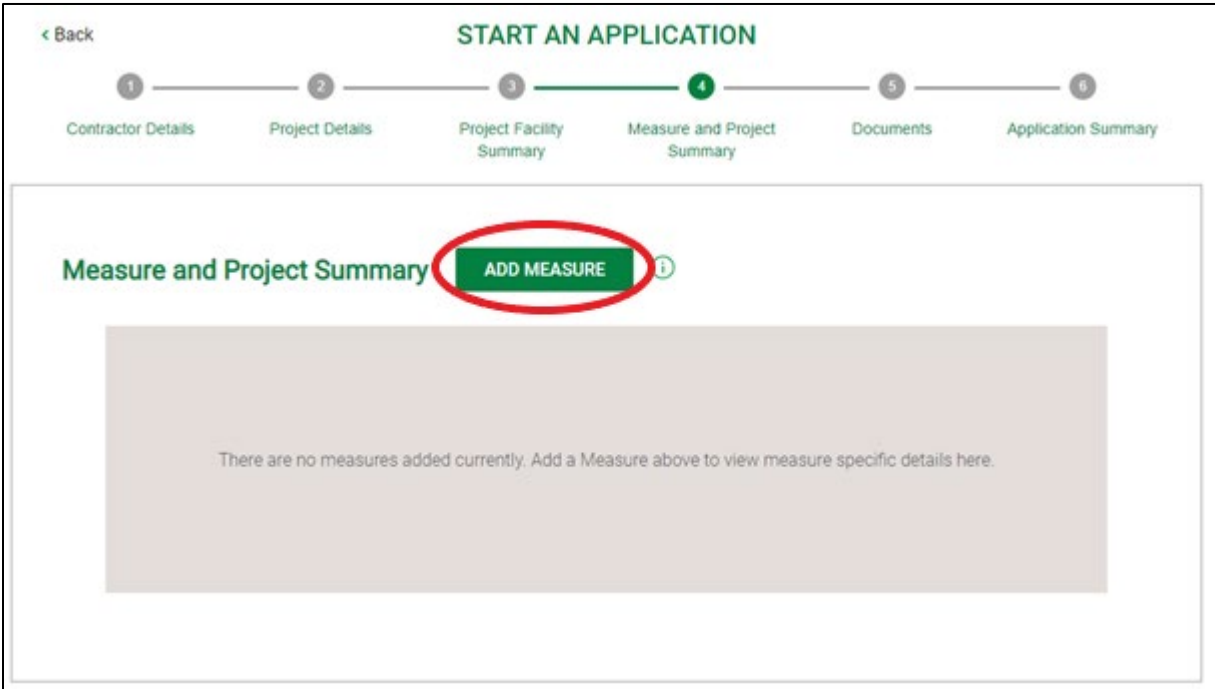 < Back
START AN APPLICATION
1
2
3
4
5
6
Contractor Details
Project Details
Project Facility
Summary
Measure and Project
Summary
Documents
Application Summary
Measure and Project Summary
ADD MEASURE
i
There are no measures added currently. Add a Measure above to view measure specific details here.